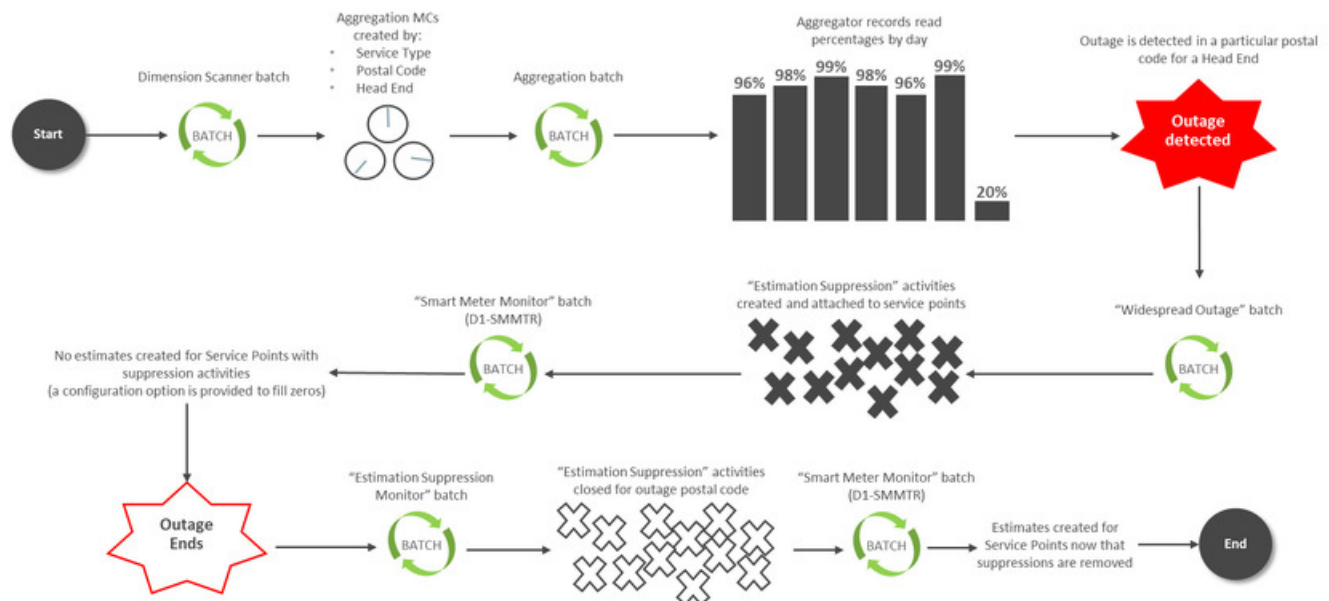 Aggregation MCs
created by:
• Service Type
• Postal Code
• Head End
Dimension Scanner batch
Aggregation batch
Aggregator records read
percentages by day
Outage is detected in a particular postal
code for a Head End
Start
BATCH
BATCH
96%
98%
99%
98%
96%
99%
20%
Outage
detected
"Widespread Outage" batch
BATCH
"Estimation Suppression" activities
created and attached to service points
"Smart Meter Monitor" batch
(D1-SMMTR)
BATCH
No estimates created for Service Points with
suppression activities
(a configuration option is provided to fill zeros)
Outage
Ends
"Estimation Suppression
Monitor" batch
BATCH
"Estimation Suppression" activities
closed for outage postal code
"Smart Meter Monitor" batch
(D1-SMMTR)
BATCH
Estimates created for
Service Points now that
suppressions are removed
End